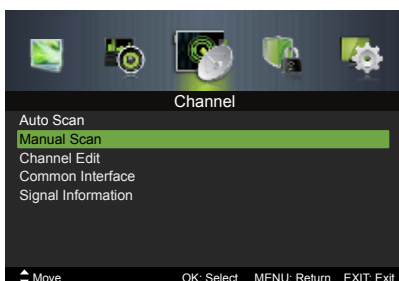 Channel
Auto Scan
Manual Scan
Channel Edit
Common Interface
Signal Information
Move OK: Select MENU: Return EXIT: Exit